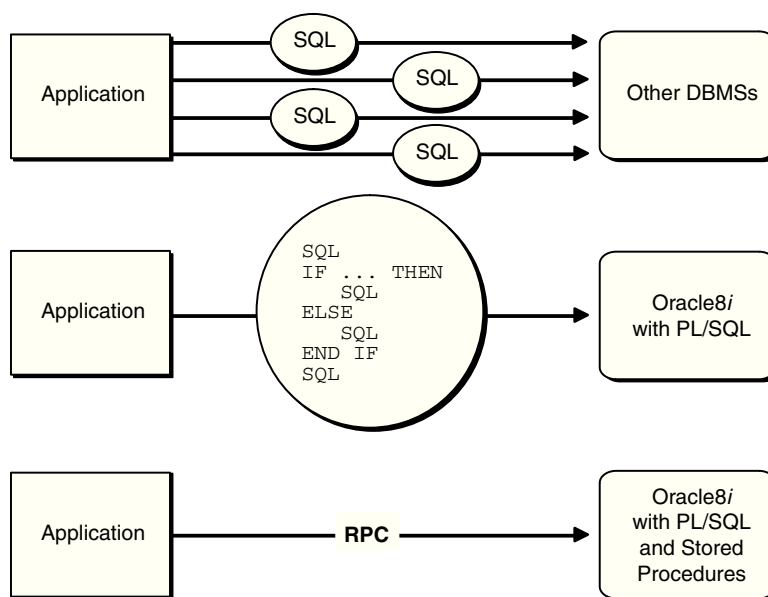 Application
SQL
SQL
SQL
SQL
Other DBMSs
Application
SQL
IF ... THEN
SQL
ELSE
SQL
END IF
SQL
Oracle8i
with PL/SQL
Application
RPC
Oracle8i
with PL/SQL
and Stored
Procedures